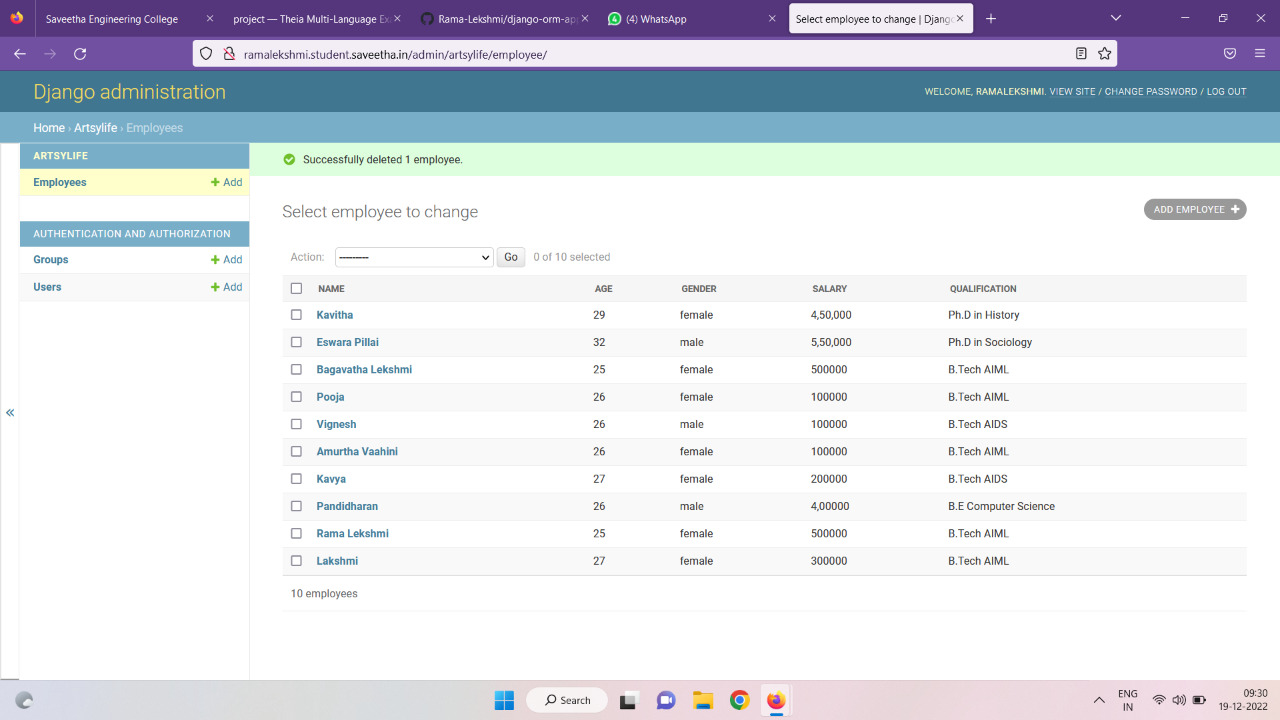 Saveetha Engineering College
project — Theia Multi-Language Ex
Rama-Lekshmi/django-orm-ap
(4) WhatsApp
Select employee to change | Djang
ramalekshmi.student.saveetha.in/admin/artsylife/employee/
Django administration
WELCOME, RAMALEKSHMI. VIEW SITE / CHANGE PASSWORD / LOG OUT
Home › Artsylife › Employees
ARTSYLIFE
Employees + Add
AUTHENTICATION AND AUTHORIZATION
Groups + Add
Users + Add
«
Successfully deleted 1 employee.
Select employee to change
ADD EMPLOYEE +
Action: --------- Go 0 of 10 selected
NAME AGE GENDER SALARY QUALIFICATION
Kavitha 29 female 4,50,000 Ph.D in History
Eswara Pillai 32 male 5,50,000 Ph.D in Sociology
Bagavatha Lekshmi 25 female 500000 B.Tech AIML
Pooja 26 female 100000 B.Tech AIML
Vignesh 26 male 100000 B.Tech AIDS
Amurtha Vaahini 26 female 100000 B.Tech AIML
Kavya 27 female 200000 B.Tech AIDS
Pandidharan 26 male 4,00000 B.E Computer Science
Rama Lekshmi 25 female 500000 B.Tech AIML
Lakshmi 27 female 300000 B.Tech AIML
10 employees
Search
ENG
IN
09:30
19-12-2022